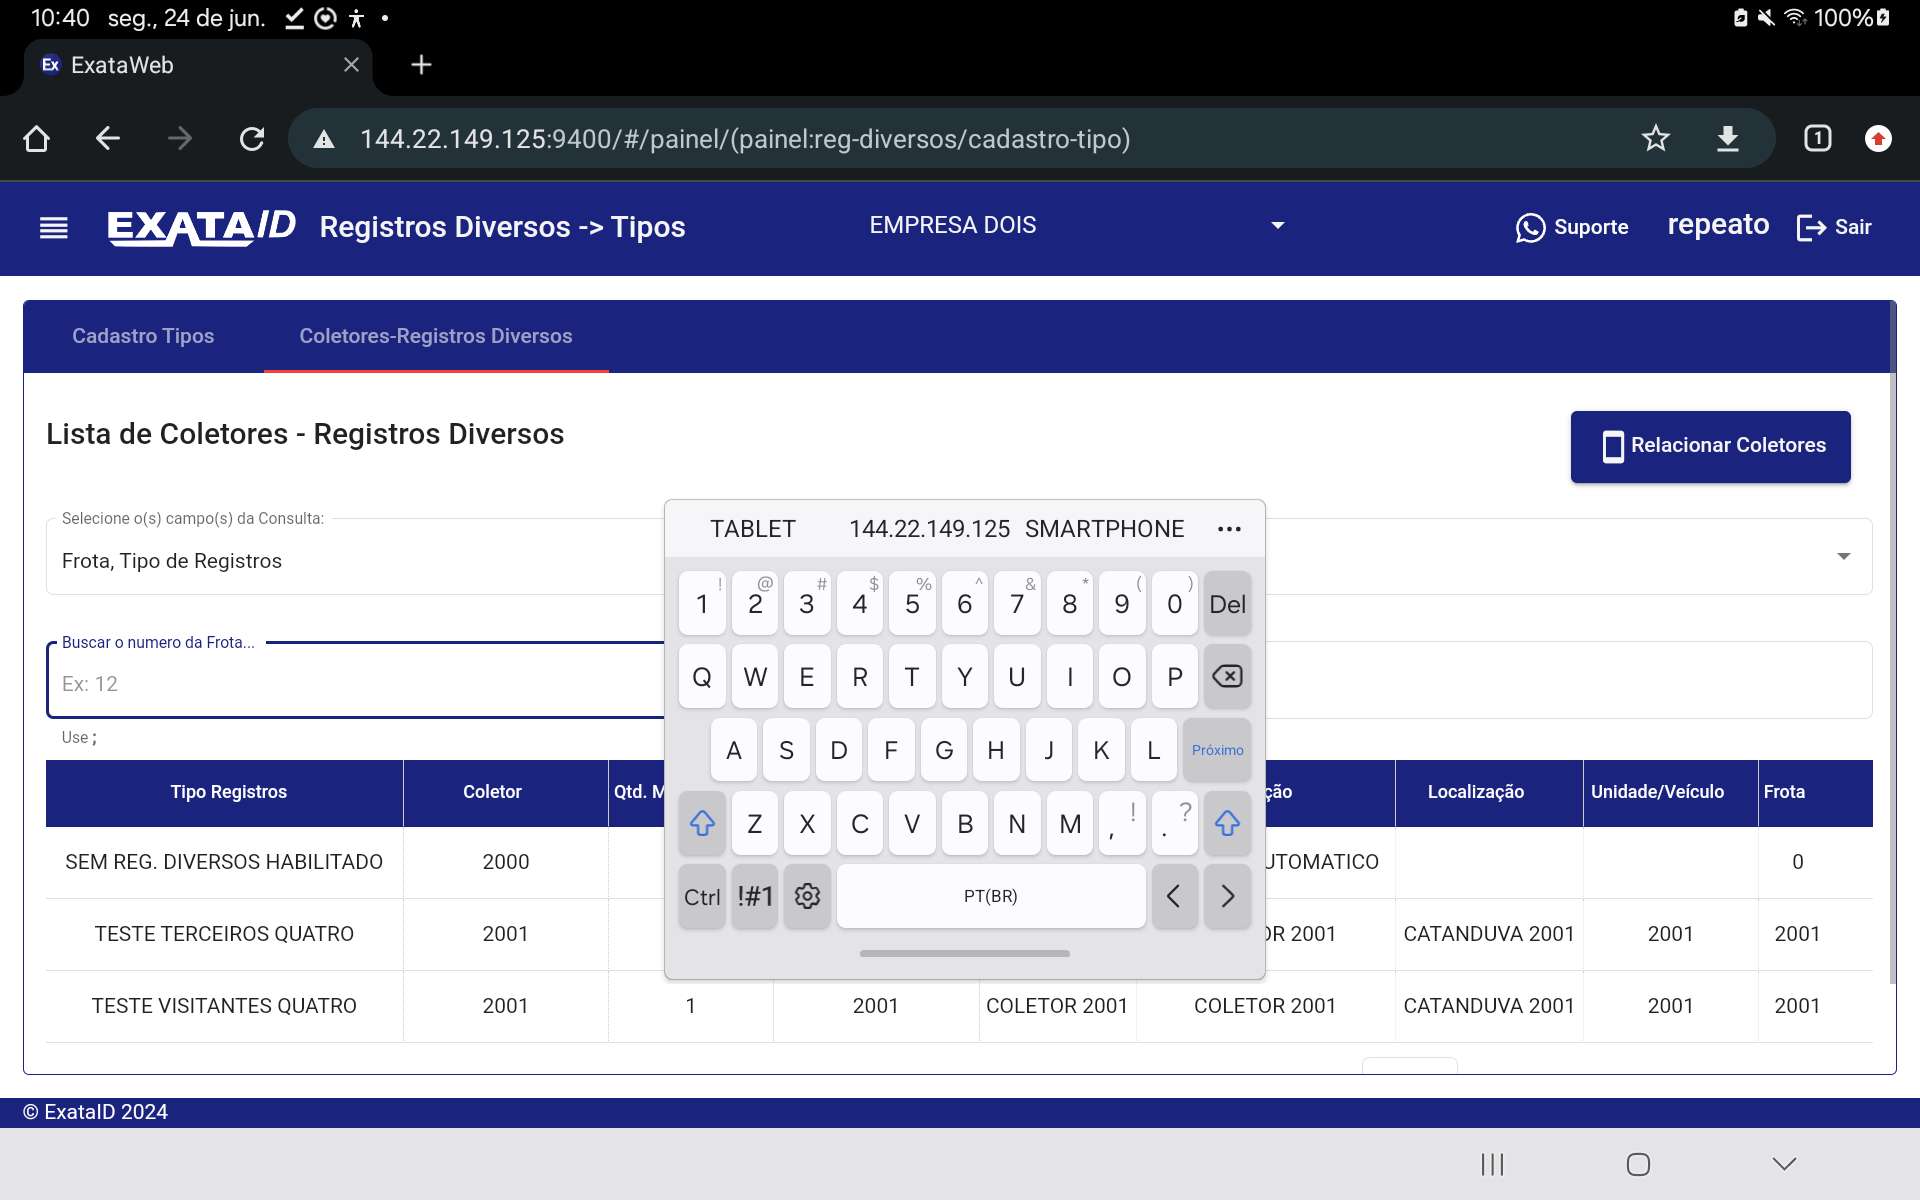 10:40 seg., 24 de jun. 100%
Ex ExataWeb
144.22.149.125:9400/#/painel/(painel:reg-diversos/cadastro-tipo) 1
EXATAID Registros Diversos -> Tipos EMPRESA DOIS Suporte repeato Sair
Cadastro Tipos Coletores-Registros Diversos
Lista de Coletores - Registros Diversos Relacionar Coletores
Selecione o(s) campo(s) da Consulta:
Frota, Tipo de Registros
Buscar o numero da Frota...
Ex: 12
Use ;
TABLET 144.22.149.125 SMARTPHONE ...
! @ # $ % ^ & * ( )
1 2 3 4 5 6 7 8 9 0 Del
Q W E R T Y U I O P
A S D F G H J K L Próximo
Z X C V B N M , ! . ?
Ctrl !#1 PT(BR) < >
Tipo Registros Coletor Qtd. M ção Localização Unidade/Veículo Frota
SEM REG. DIVERSOS HABILITADO 2000 UTOMATICO 0
TESTE TERCEIROS QUATRO 2001 OR 2001 CATANDUVA 2001 2001 2001
TESTE VISITANTES QUATRO 2001 1 2001 COLETOR 2001 COLETOR 2001 CATANDUVA 2001 2001 2001
© ExataID 2024